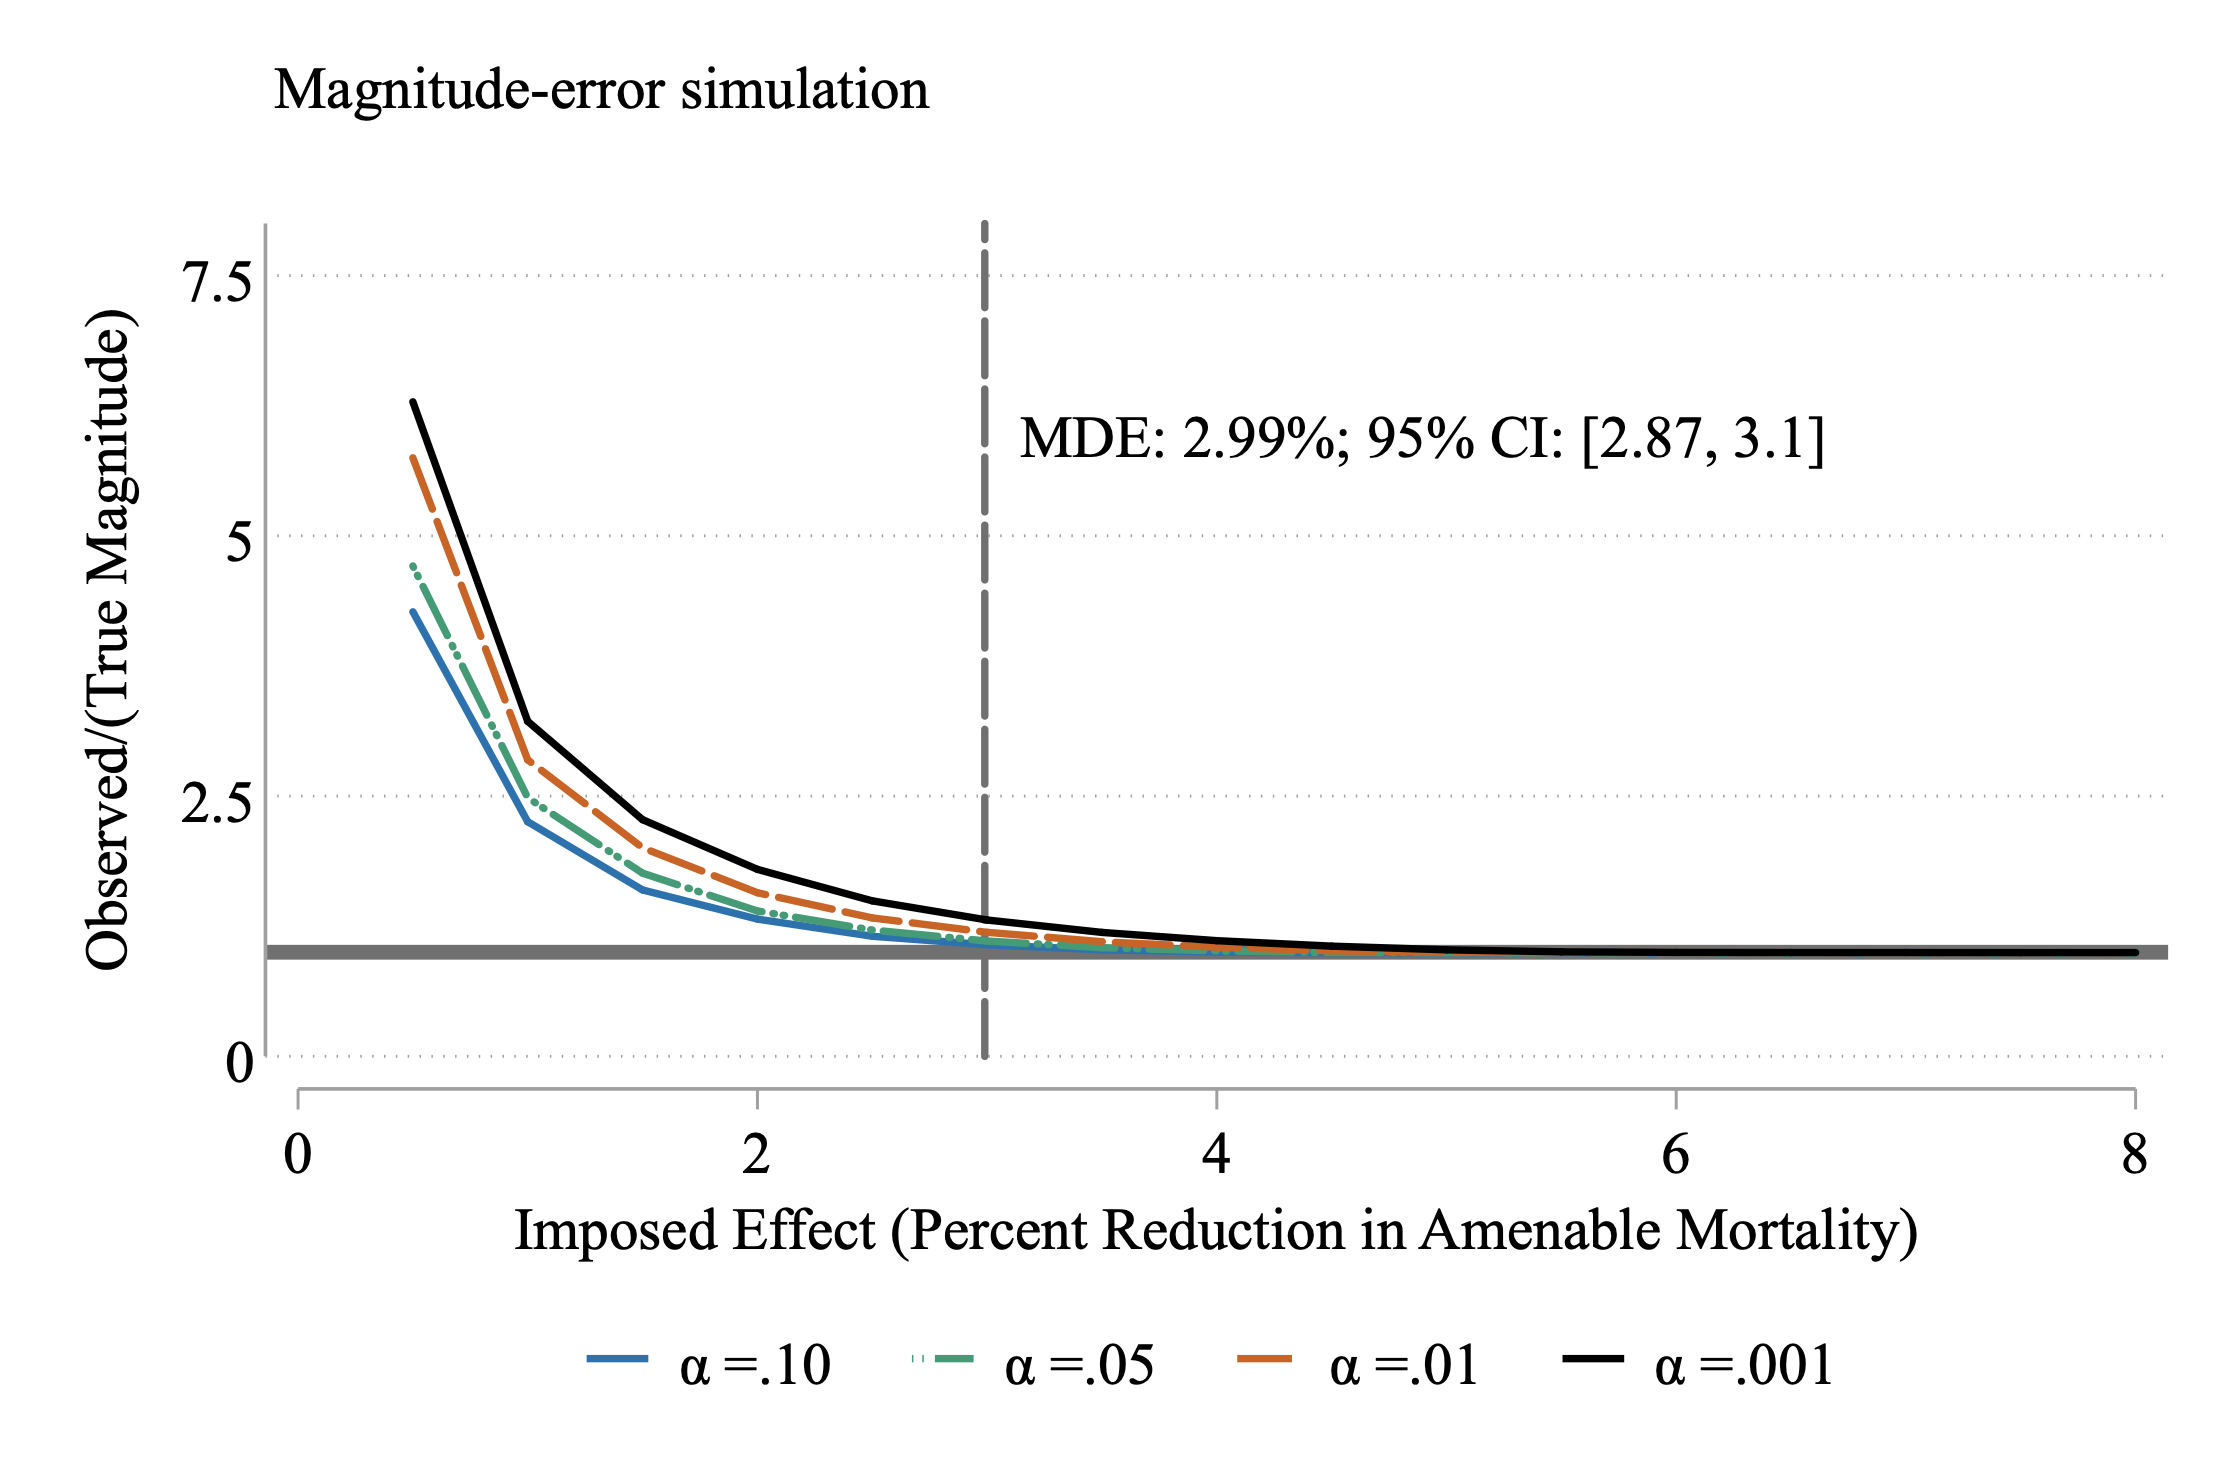 Magnitude-error simulation
Observed/(True Magnitude)
7.5
5
2.5
0
MDE: 2.99%; 95% CI: [2.87, 3.1]
0 2 4 6 8
Imposed Effect (Percent Reduction in Amenable Mortality)
α =.10 α =.05 α =.01 α =.001